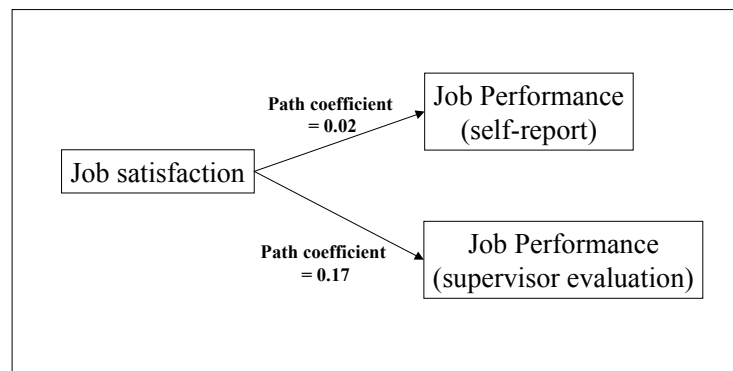 Job Performance
(self-report)
Path coefficient
= 0.02
Job satisfaction
Path coefficient
= 0.17
Job Performance
(supervisor evaluation)